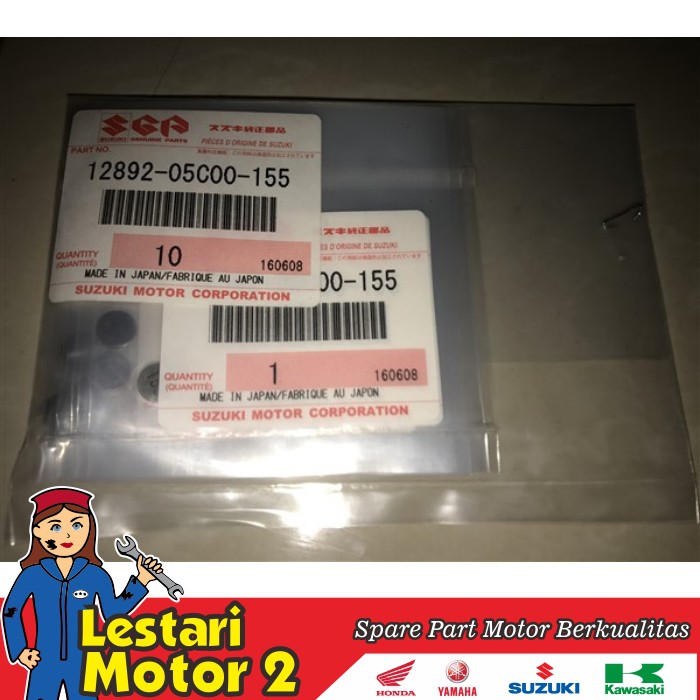 SGP
スズキ純正部品
SUZUKI GENUINE PARTS
PIÈCES D'ORIGINE DE SUZUKI
PART NO.
12892-05C00-155
QUANTITY
(QUANTITÉ)
10
160608
MADE IN JAPAN/FABRIQUE AU JAPON
SUZUKI MOTOR CORPORATION
スズキ純正部品
PIÈCES D'ORIGINE DE SUZUKI
00-155
QUANTITY
(QUANTITÉ)
1
160608
MADE IN JAPAN/FABRIQUE AU JAPON
SUZUKI MOTOR CORPORATION
Lestari
Motor 2
Spare Part Motor Berkualitas
HONDA
YAMAHA
SUZUKI
Kawasaki